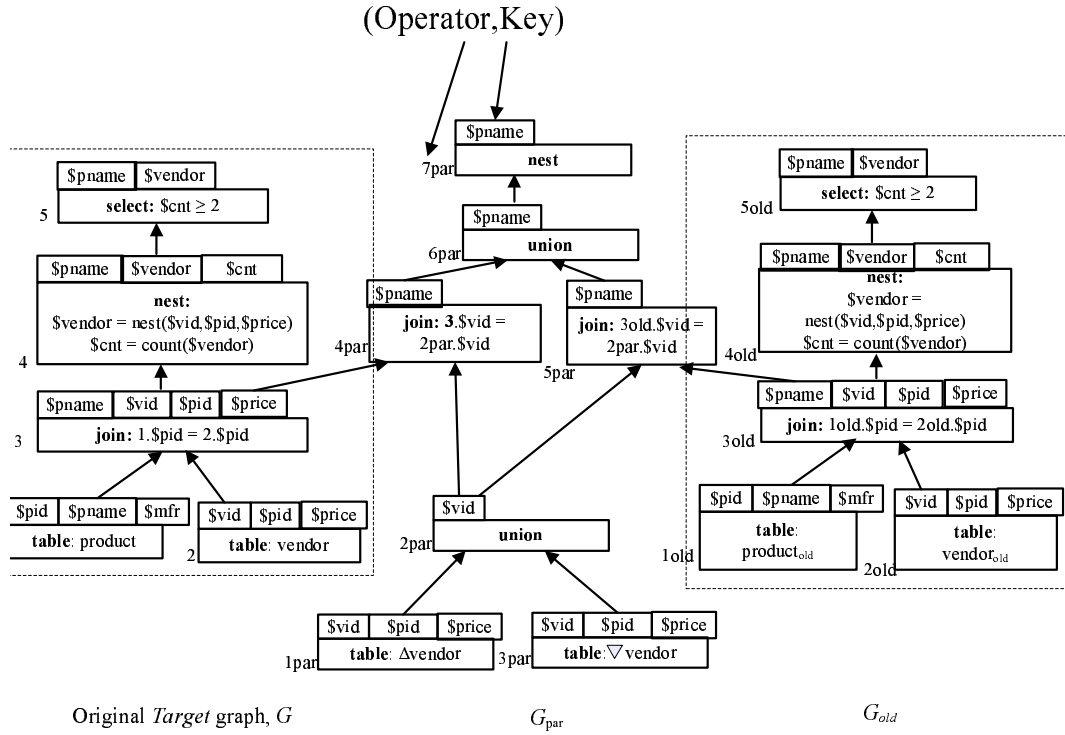 (Operator,Key)
$pname
7par
nest
$pname
6par
union
$pname $vendor
5
select: $cnt ≥ 2
$pname $vendor $cnt
nest:
$vendor = nest($vid,$pid,$price)
$cnt = count($vendor)
4
$pname $vid $pid $price
3
join: 1.$pid = 2.$pid
$pid $pname $mfr
table: product
$vid $pid $price
2
table: vendor
$pname
join: 3.$vid =
2par.$vid
4par
$pname
join: 3old.$vid =
2par.$vid
5par
$vid
2par
union
$vid $pid $price
1par
table: Δvendor
$vid $pid $price
3par
table:▽vendor
$pname $vendor
5old
select: $cnt ≥ 2
$pname $vendor $cnt
nest:
$vendor =
nest($vid,$pid,$price)
$cnt = count($vendor)
4old
$pname $vid $pid $price
3old
join: 1old.$pid = 2old.$pid
$pid $pname $mfr
table:
productold
1old
$vid $pid $price
table:
vendorold
2old
Original Target graph, G
Gpar
Gold